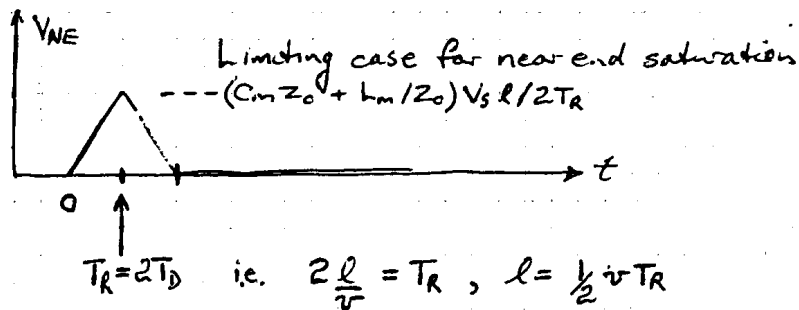 V_NE
Limiting case for near end saturation
(C_m Z_0 + L_m/Z_0) V_s ℓ/2T_R
t
0
T_R = 2T_D i.e. 2ℓ/v = T_R , ℓ = 1/2 v T_R